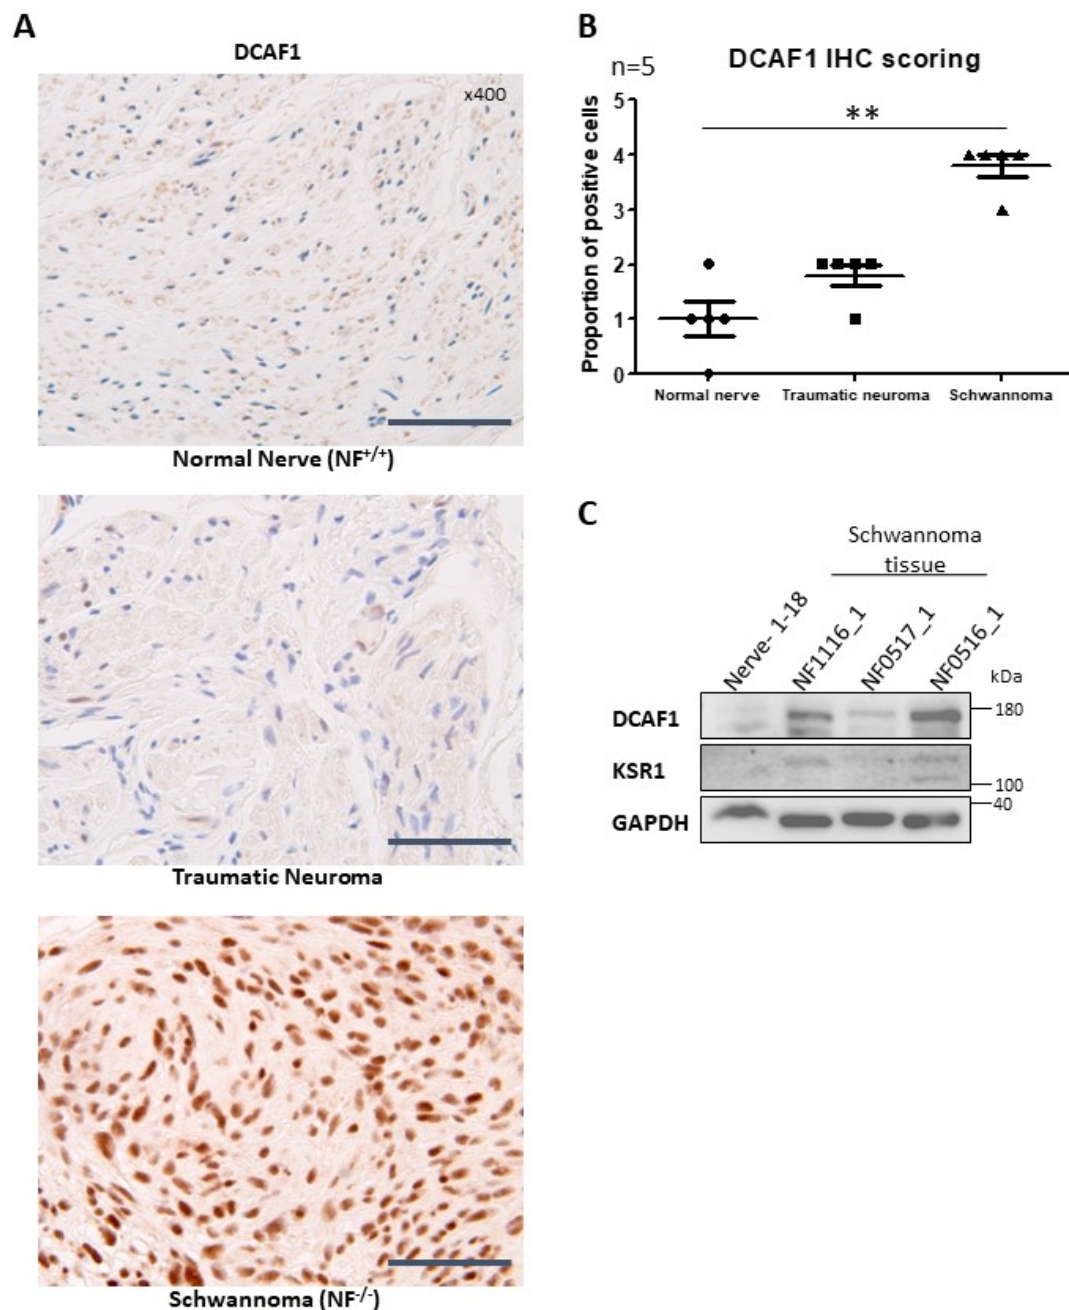 A
DCAF1
x400
Normal Nerve (NF+/+)
Traumatic Neuroma
Schwannoma (NF-/-)
B
n=5
DCAF1 IHC scoring
**
Proportion of positive cells
5
4
3
2
1
0
Normal nerve
Traumatic neuroma
Schwannoma
C
Schwannoma
tissue
Nerve- 1-18
NF1116_1
NF0517_1
NF0516_1
kDa
DCAF1
180
KSR1
100
GAPDH
40